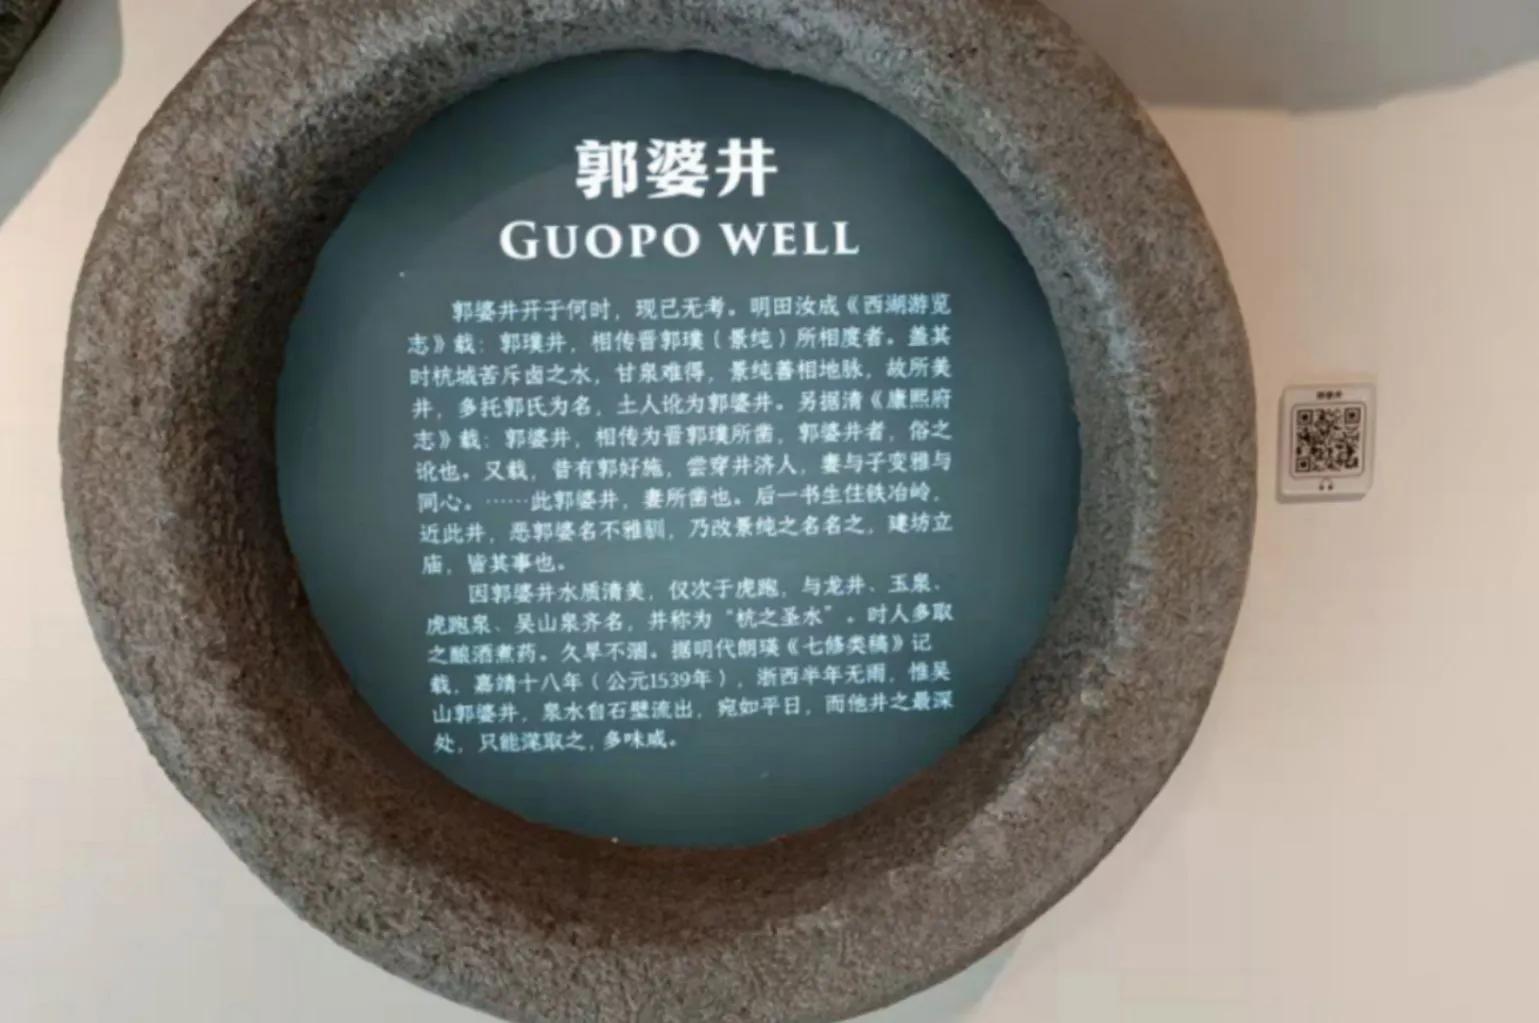 郭婆井
GUOPO WELL
郭婆井开于何时，现已无考。明田汝成《西湖游览
志》载：郭璞井，相传晋郭璞（景纯）所相度者。盖其
时杭城苦斥卤之水，甘泉难得，景纯善相地脉，故所美
井，多托郭氏为名，土人讹为郭婆井。另据清《康熙府
志》载：郭婆井，相传为晋郭璞所凿，郭婆井者，俗之
讹也。又载，昔有郭好施，尝穿井济人，妻与子变雅与
同心。……此郭婆井，妻所凿也。后一书生住铁冶岭，
近此井，恶郭婆名不雅驯，乃改景纯之名名之，建坊立
庙，皆其事也。
因郭婆井水质清美，仅次于虎跑，与龙井、玉泉、
虎跑泉、吴山泉齐名，并称为“杭之圣水”。时人多取
之酿酒煮药。久旱不涸。据明代朗瑛《七修类稿》记
载，嘉靖十八年（公元1539年），浙西半年无雨，惟吴
山郭婆井，泉水自石壁流出，宛如平日，而他井之最深
处，只能滗取之，多味咸。